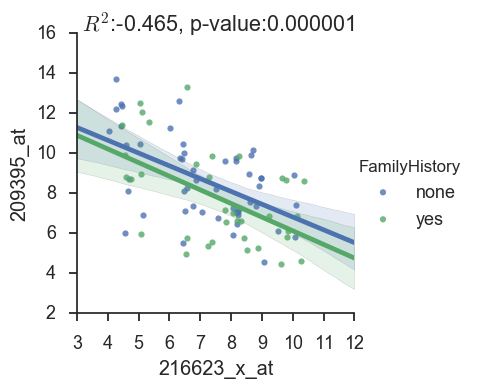 R²:-0.465, p-value:0.000001
16
14
12
10
8
6
4
2
209395_at
3 4 5 6 7 8 9 10 11 12
216623_x_at
FamilyHistory
none
yes